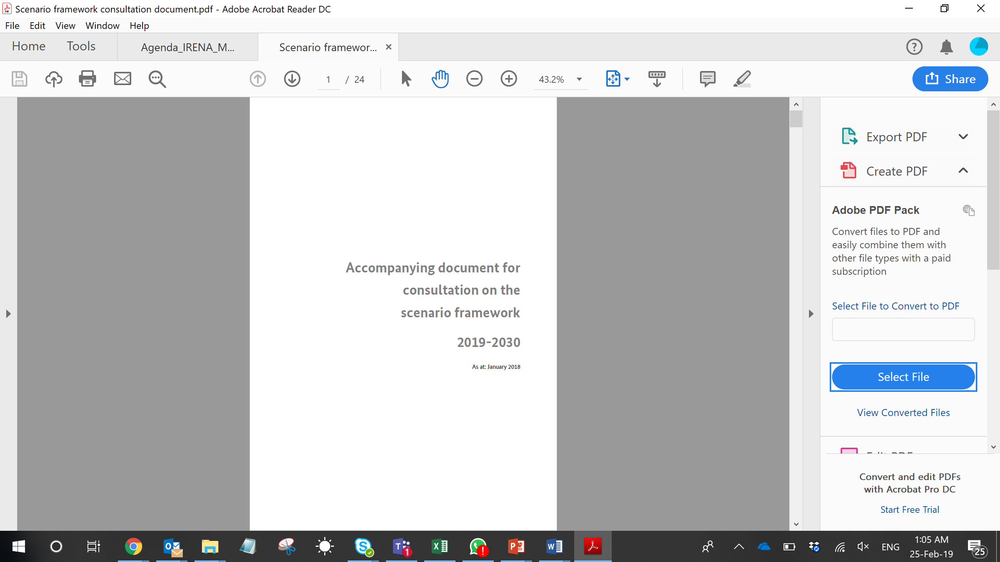 Scenario framework consultation document.pdf - Adobe Acrobat Reader DC
File Edit View Window Help
Home Tools Agenda_IRENA_M... Scenario framewor...
1 / 24 43.2% Share
Accompanying document for
consultation on the
scenario framework
2019-2030
As at: January 2018
Export PDF
Create PDF
Adobe PDF Pack
Convert files to PDF and
easily combine them with
other file types with a paid
subscription
Select File to Convert to PDF
Select File
View Converted Files
Edit PDF
Convert and edit PDFs
with Acrobat Pro DC
Start Free Trial
ENG
1:05 AM
25-Feb-19
25